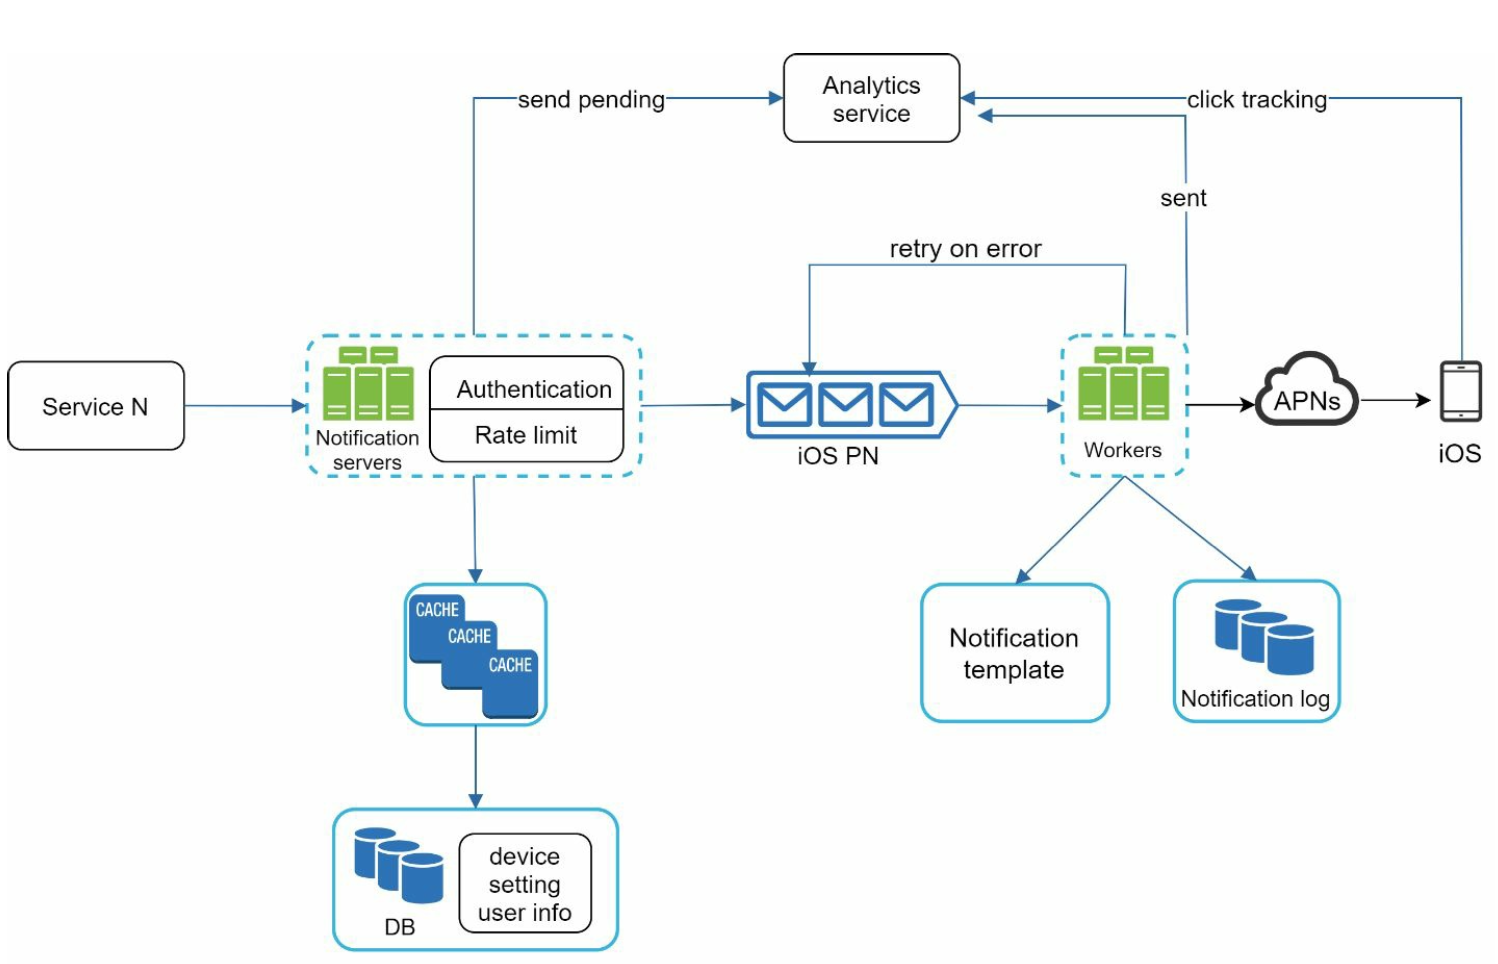 Analytics
service
send pending
click tracking
sent
retry on error
Service N
Notification
servers
Authentication
Rate limit
iOS PN
Workers
APNs
iOS
CACHE
CACHE
CACHE
Notification
template
Notification log
DB
device
setting
user info